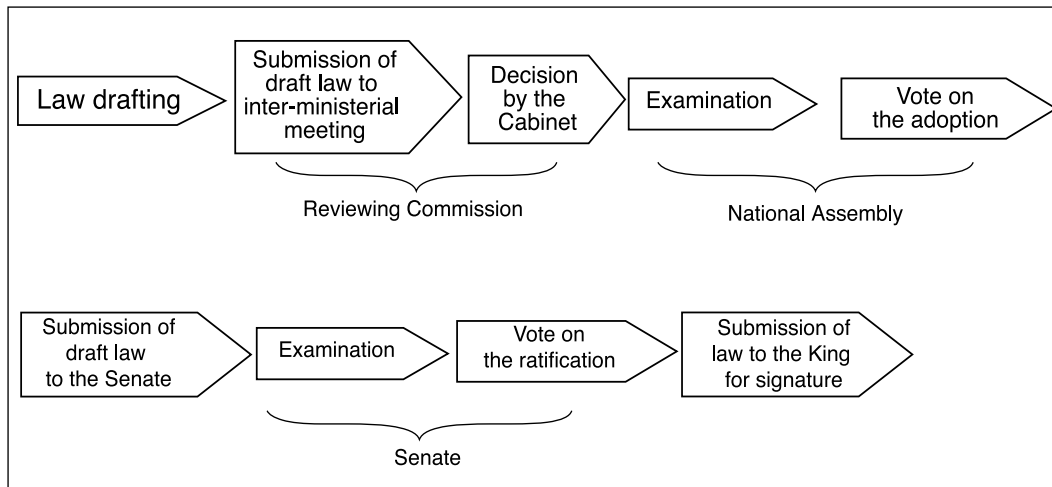 Law drafting
Submission of
draft law to
inter-ministerial
meeting
Decision
by the
Cabinet
Examination
Vote on
the adoption
Reviewing Commission
National Assembly
Submission of
draft law
to the Senate
Examination
Vote on
the ratification
Submission of
law to the King
for signature
Senate